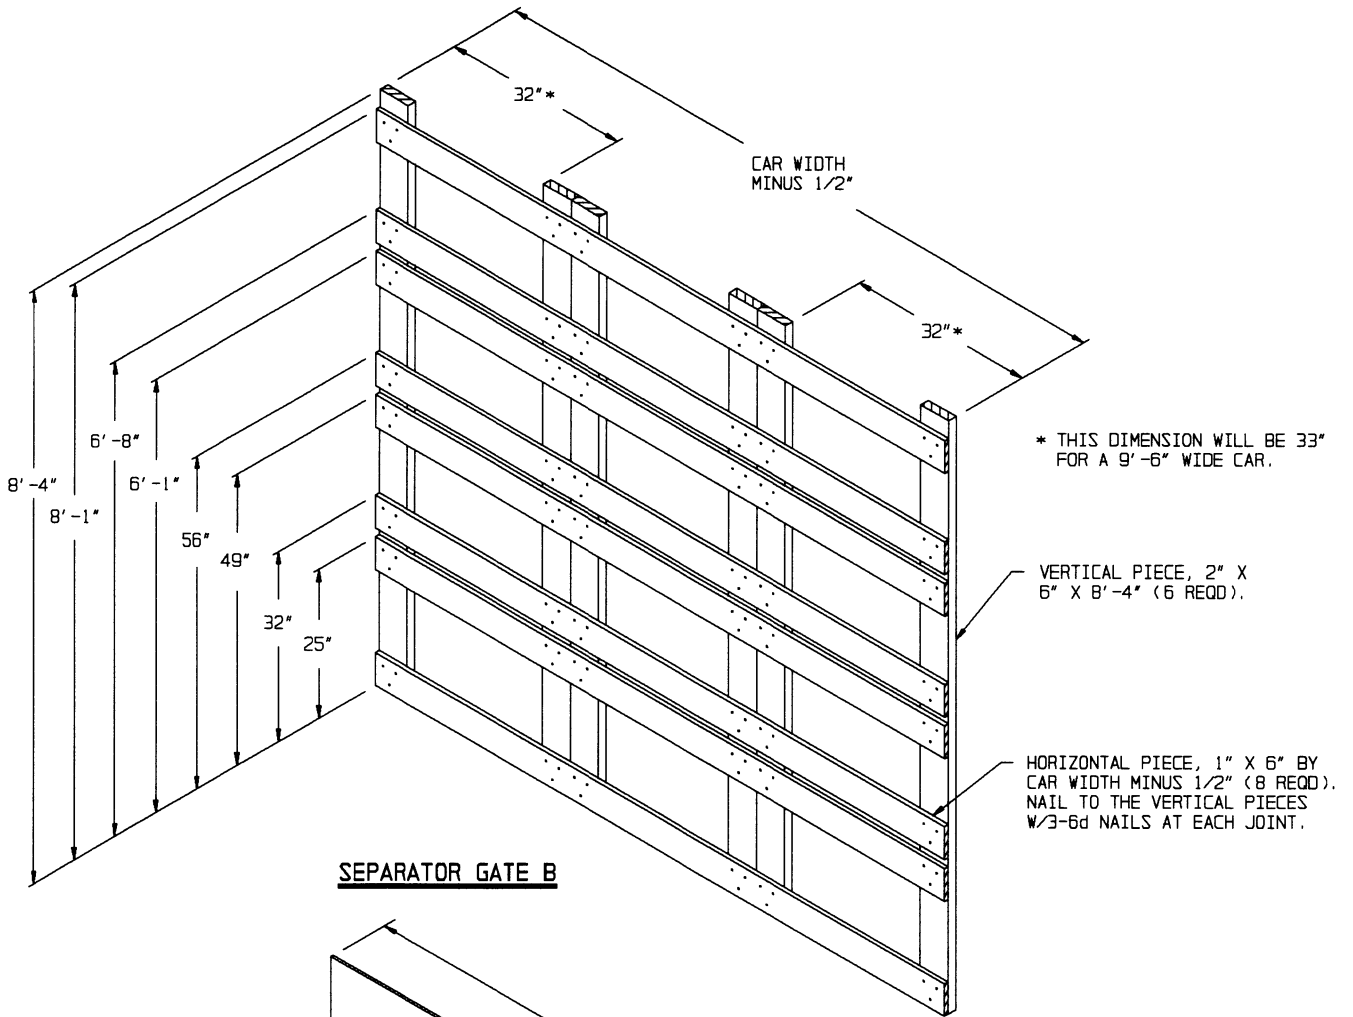 32"*
CAR WIDTH
MINUS 1/2"
32"*
* THIS DIMENSION WILL BE 33"
FOR A 9'-6" WIDE CAR.
8'-4"
8'-1"
6'-8"
6'-1"
56"
49"
32"
25"
VERTICAL PIECE, 2" X
6" X 8'-4" (6 REQD).
HORIZONTAL PIECE, 1" X 6" BY
CAR WIDTH MINUS 1/2" (8 REQD).
NAIL TO THE VERTICAL PIECES
W/3-6d NAILS AT EACH JOINT.
SEPARATOR GATE B